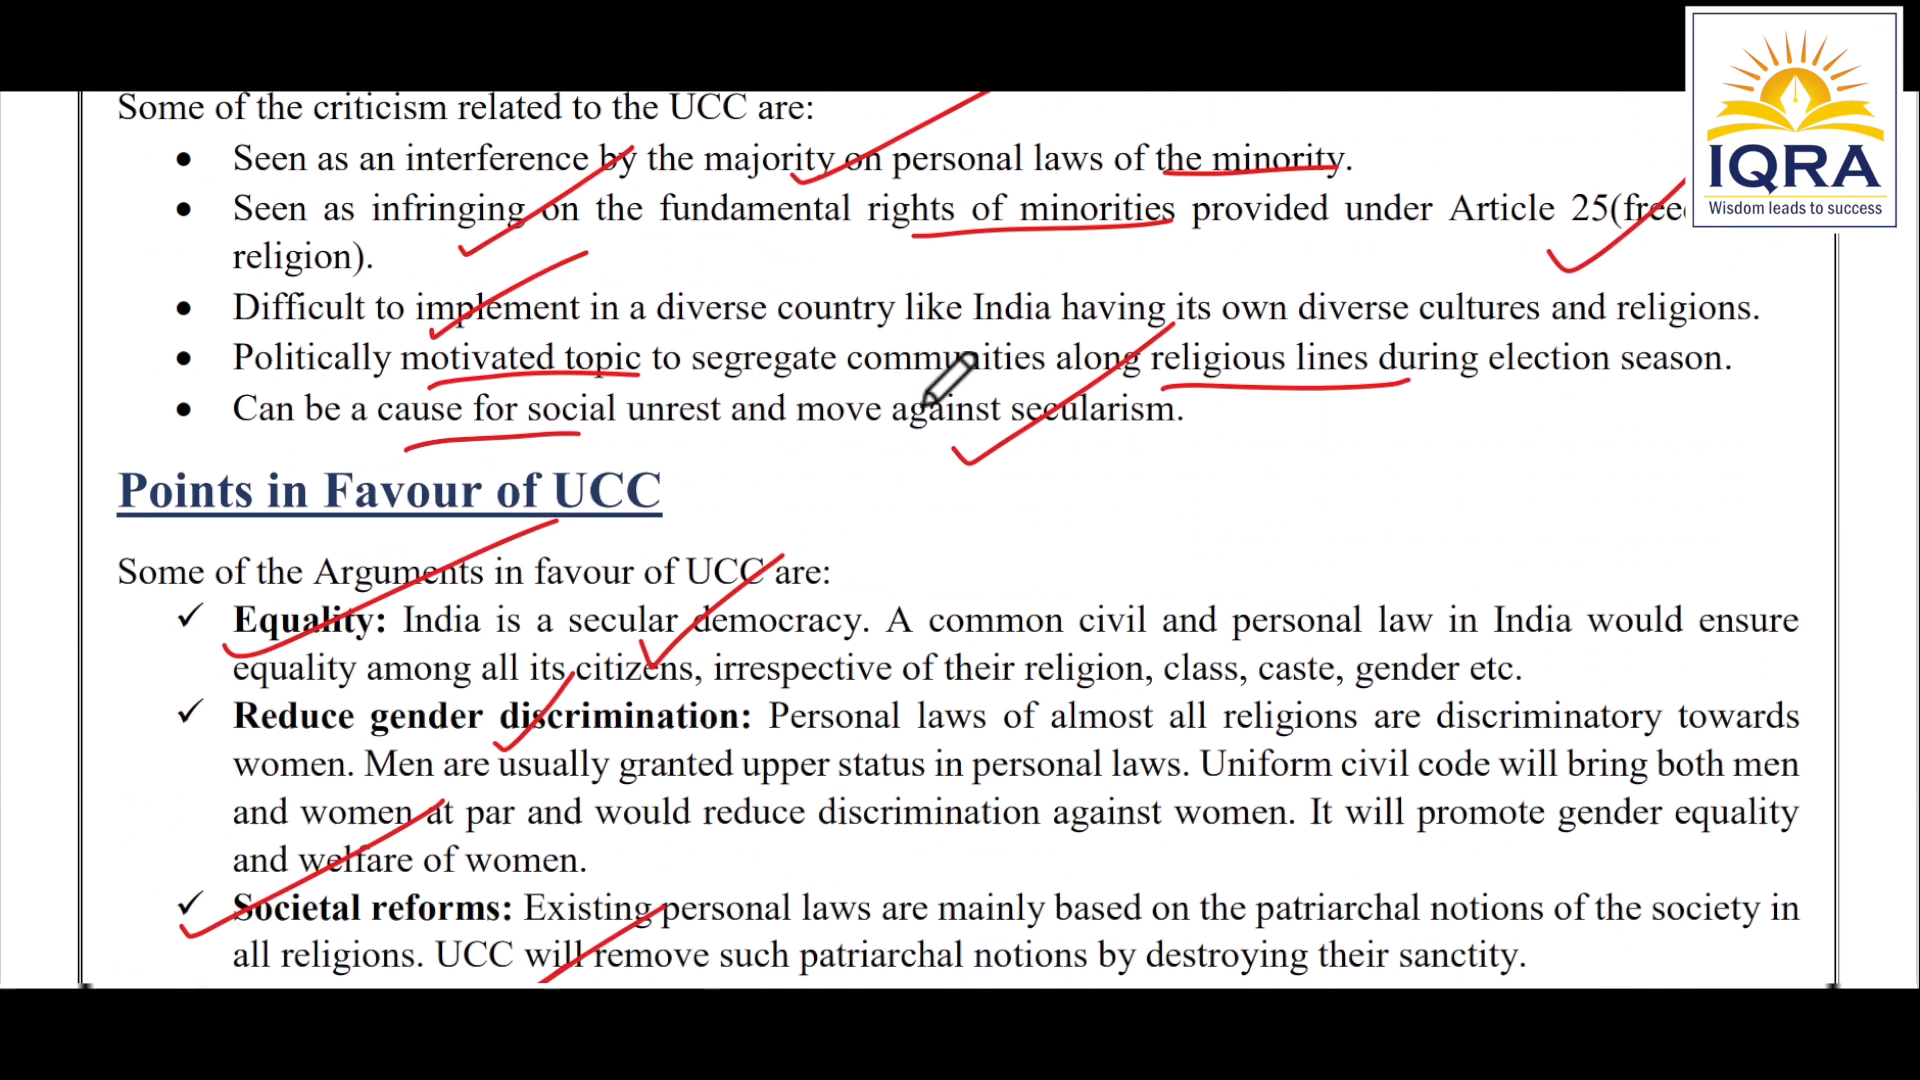 Some of the criticism related to the UCC are:
• Seen as an interference by the majority on personal laws of the minority.
• Seen as infringing on the fundamental rights of minorities provided under Article 25(
religion).
• Difficult to implement in a diverse country like India having its own diverse cultures and religions.
• Politically motivated topic to segregate communities along religious lines during election season.
• Can be a cause for social unrest and move against secularism.
Points in Favour of UCC
Some of the Arguments in favour of UCC are:
✓ Equality: India is a secular democracy. A common civil and personal law in India would ensure
equality among all its citizens, irrespective of their religion, class, caste, gender etc.
✓ Reduce gender discrimination: Personal laws of almost all religions are discriminatory towards
women. Men are usually granted upper status in personal laws. Uniform civil code will bring both men
and women at par and would reduce discrimination against women. It will promote gender equality
and welfare of women.
✓ Societal reforms: Existing personal laws are mainly based on the patriarchal notions of the society in
all religions. UCC will remove such patriarchal notions by destroying their sanctity.
IQRA
Wisdom leads to success